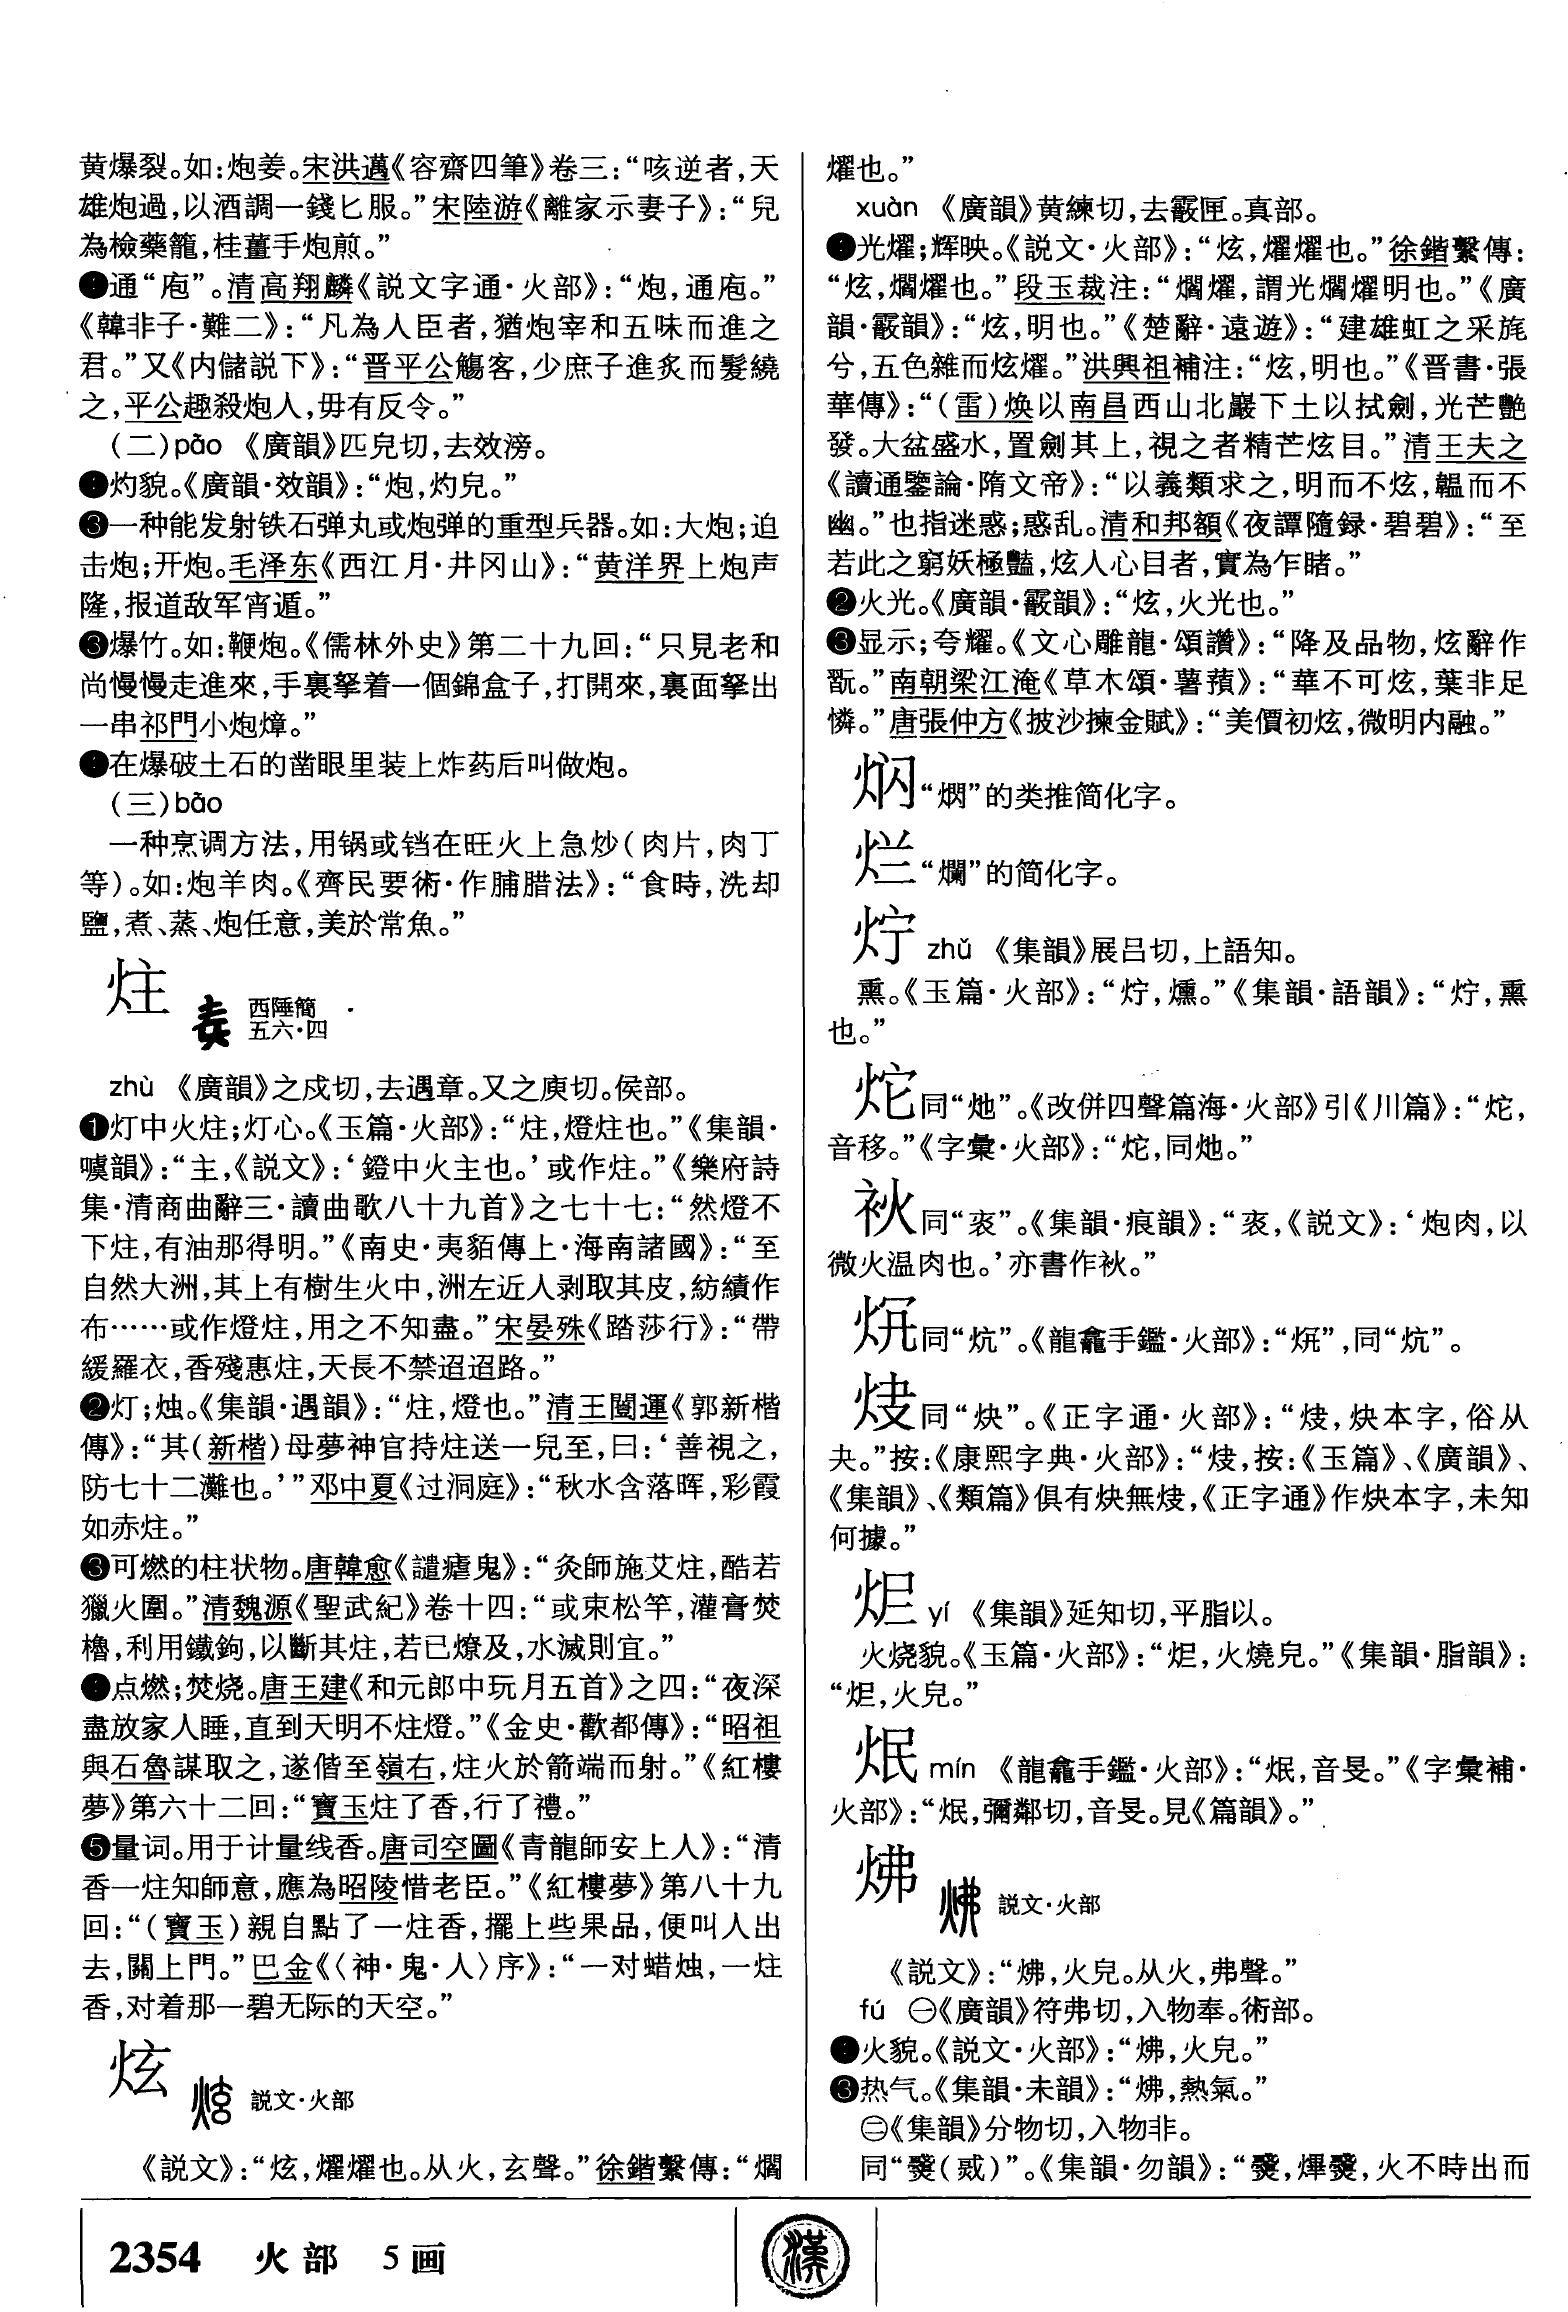 黄爆裂。如:炮姜。宋洪邁《容齋四筆》卷三:“咳逆者,天
雄炮過,以酒調一錢匕服。”宋陸游《離家示妻子》:“兒
為檢藥籠,桂薑手炮煎。”
通“庖”。清高翔麟《説文字通·火部》:“炮,通庖。”
《韓非子·難二》:“凡為人臣者,猶炮宰和五味而進之
君。”又《内儲説下》:“晋平公觴客,少庶子進炙而髮繞
之,平公趣殺炮人,毋有反令。”
(二)pào 《廣韻》匹皃切,去效滂。
灼貌。《廣韻·效韻》:“炮,灼皃。”
一种能发射铁石弹丸或炮弹的重型兵器。如:大炮;迫
击炮;开炮。毛泽东《西江月·井冈山》:“黄洋界上炮声
隆,报道敌军宵遁。”
❸爆竹。如:鞭炮。《儒林外史》第二十九回:“只見老和
尚慢慢走進來,手裏拏着一個錦盒子,打開來,裏面拏出
一串祁門小炮㷰。”
在爆破土石的凿眼里装上炸药后叫做炮。
(三)bāo
一种烹调方法,用锅或铛在旺火上急炒(肉片,肉丁
等)。如:炮羊肉。《齊民要術·作脯腊法》:“食時,洗却
鹽,煮、蒸、炮任意,美於常魚。”
炷
西陲簡
五六·四
zhù 《廣韻》之戍切,去遇章。又之庾切。侯部。
❶灯中火炷;灯心。《玉篇·火部》:“炷,燈炷也。”《集韻·
噳韻》:“主,《説文》:‘鐙中火主也。’或作炷。”《樂府詩
集·清商曲辭三·讀曲歌八十九首》之七十七:“然燈不
下炷,有油那得明。”《南史·夷貊傳上·海南諸國》:“至
自然大洲,其上有樹生火中,洲左近人剥取其皮,紡績作
布……或作燈炷,用之不知盡。”宋晏殊《踏莎行》:“帶
緩羅衣,香殘惠炷,天長不禁迢迢路。”
❷灯;烛。《集韻·遇韻》:“炷,燈也。”清王闓運《郭新楷
傳》:“其(新楷)母夢神官持炷送一兒至,曰:‘善視之,
防七十二灘也。’”邓中夏《过洞庭》:“秋水含落晖,彩霞
如赤炷。”
❸可燃的柱状物。唐韓愈《譴瘧鬼》:“灸師施艾炷,酷若
獵火圍。”清魏源《聖武紀》卷十四:“或束松竿,灌膏焚
櫓,利用鐵鉤,以斷其炷,若已燎及,水滅則宜。”
点燃;焚烧。唐王建《和元郎中玩月五首》之四:“夜深
盡放家人睡,直到天明不炷燈。”《金史·歡都傳》:“昭祖
與石魯謀取之,遂偕至嶺右,炷火於箭端而射。”《紅樓
夢》第六十二回:“寶玉炷了香,行了禮。”
❺量词。用于计量线香。唐司空圖《青龍師安上人》:“清
香一炷知師意,應為昭陵惜老臣。”《紅樓夢》第八十九
回:“(寶玉)親自點了一炷香,擺上些果品,便叫人出
去,關上門。”巴金《〈神·鬼·人〉序》:“一对蜡烛,一炷
香,对着那一碧无际的天空。”
炫
説文·火部
《説文》:“炫,燿燿也。从火,玄聲。”徐鍇繫傳:“爓
燿也。”
xuàn 《廣韻》黄練切,去霰匣。真部。
光燿;辉映。《説文·火部》:“炫,燿燿也。”徐鍇繫傳:
“炫,爓燿也。”段玉裁注:“爓燿,謂光爓燿明也。”《廣
韻·霰韻》:“炫,明也。”《楚辭·遠遊》:“建雄虹之采旄
兮,五色雜而炫燿。”洪興祖補注:“炫,明也。”《晋書·張
華傳》:“(雷)焕以南昌西山北巖下土以拭劍,光芒艷
發。大盆盛水,置劍其上,視之者精芒炫目。”清王夫之
《讀通鑒論·隋文帝》:“以義類求之,明而不炫,韞而不
幽。”也指迷惑;惑乱。清和邦額《夜譚隨録·碧碧》:“至
若此之窮妖極豔,炫人心目者,實為乍睹。”
❷火光。《廣韻·霰韻》:“炫,火光也。”
❸显示;夸耀。《文心雕龍·頌讚》:“降及品物,炫辭作
翫。”南朝梁江淹《草木頌·薯蕷》:“華不可炫,葉非足
憐。”唐張仲方《披沙揀金賦》:“美價初炫,微明内融。”
𬉼“燜”的类推简化字。
烂“爛”的简化字。
㶆 zhǔ 《集韻》展吕切,上語知。
熏。《玉篇·火部》:“㶆,燻。”《集韻·語韻》:“㶆,熏
也。”
炨同“灺”。《改併四聲篇海·火部》引《川篇》:“炨,
音移。”《字彙·火部》:“炨,同灺。”
同“衮”。《集韻·痕韻》:“《説文》:‘炮肉,以
微火温肉也。’亦書作
同“炕”。《龍龕手鑑·火部》:同“炕”。
同“炔”。《正字通·火部》:“炔本字,俗从
夬。”按:《康熙字典·火部》:“按:《玉篇》、《廣韻》、
《集韻》、《類篇》俱有炔無《正字通》作炔本字,未知
何據。”
yí 《集韻》延知切,平脂以。
火烧貌。《玉篇·火部》:“火燒皃。”《集韻·脂韻》:
“火皃。”
炾 mín 《龍龕手鑑·火部》:“音旻。”《字彙補·
火部》:“彌鄰切,音旻。見《篇韻》。”
炥
説文·火部
《説文》:“炥,火皃。从火,弗聲。”
fú ㊀《廣韻》符弗切,入物奉。術部。
火貌。《説文·火部》:“炥,火皃。”
热气。《集韻·未韻》:“炥,熱氣。”
㊁《集韻》分物切,入物非。
同《集韻·勿韻》:“火不時出而
2354 火部 5画
漢